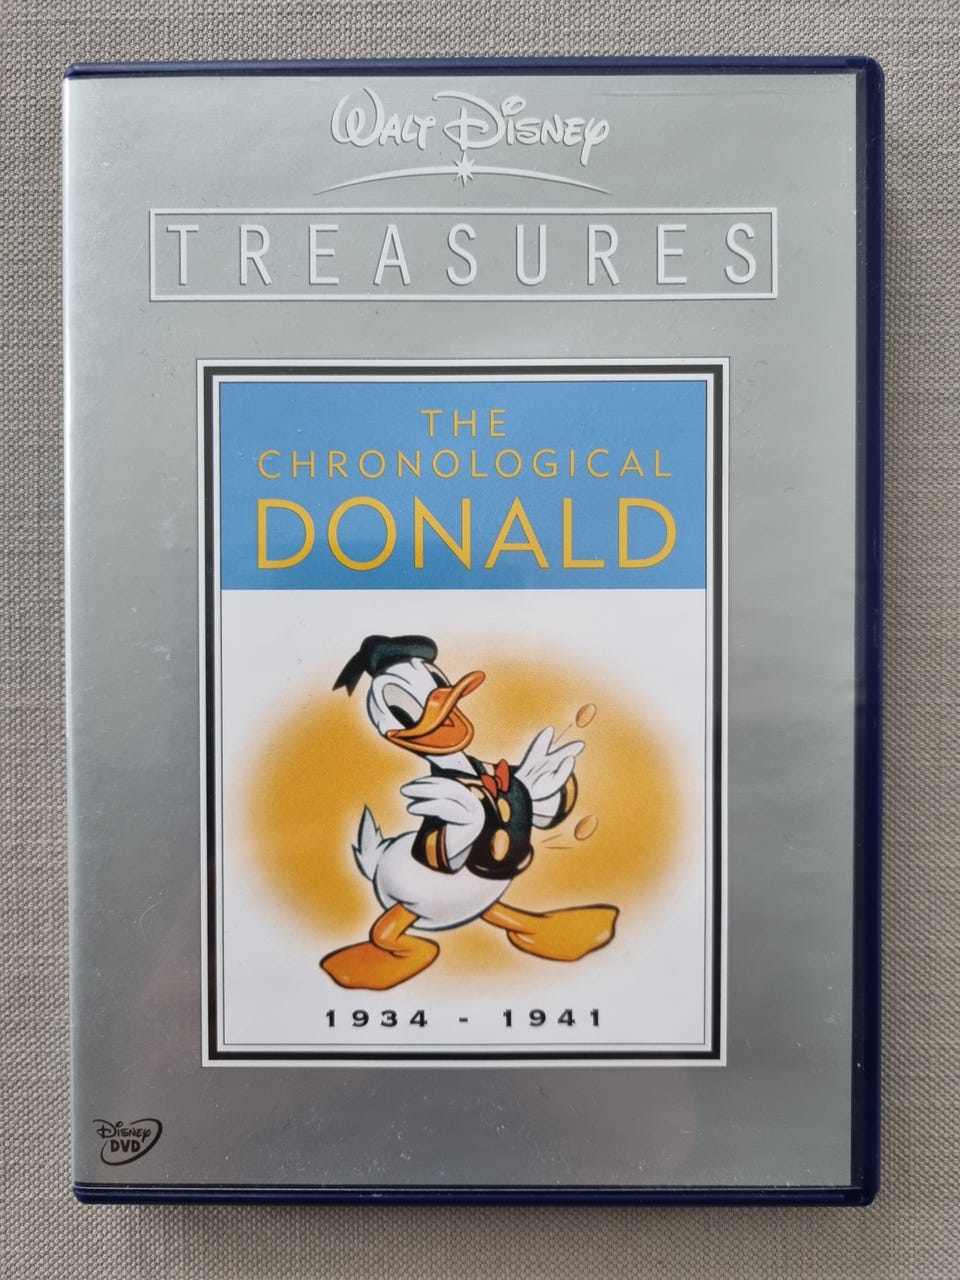 WALT DISNEY
TREASURES
THE
CHRONOLOGICAL
DONALD
1934 - 1941
DISNEY
DVD